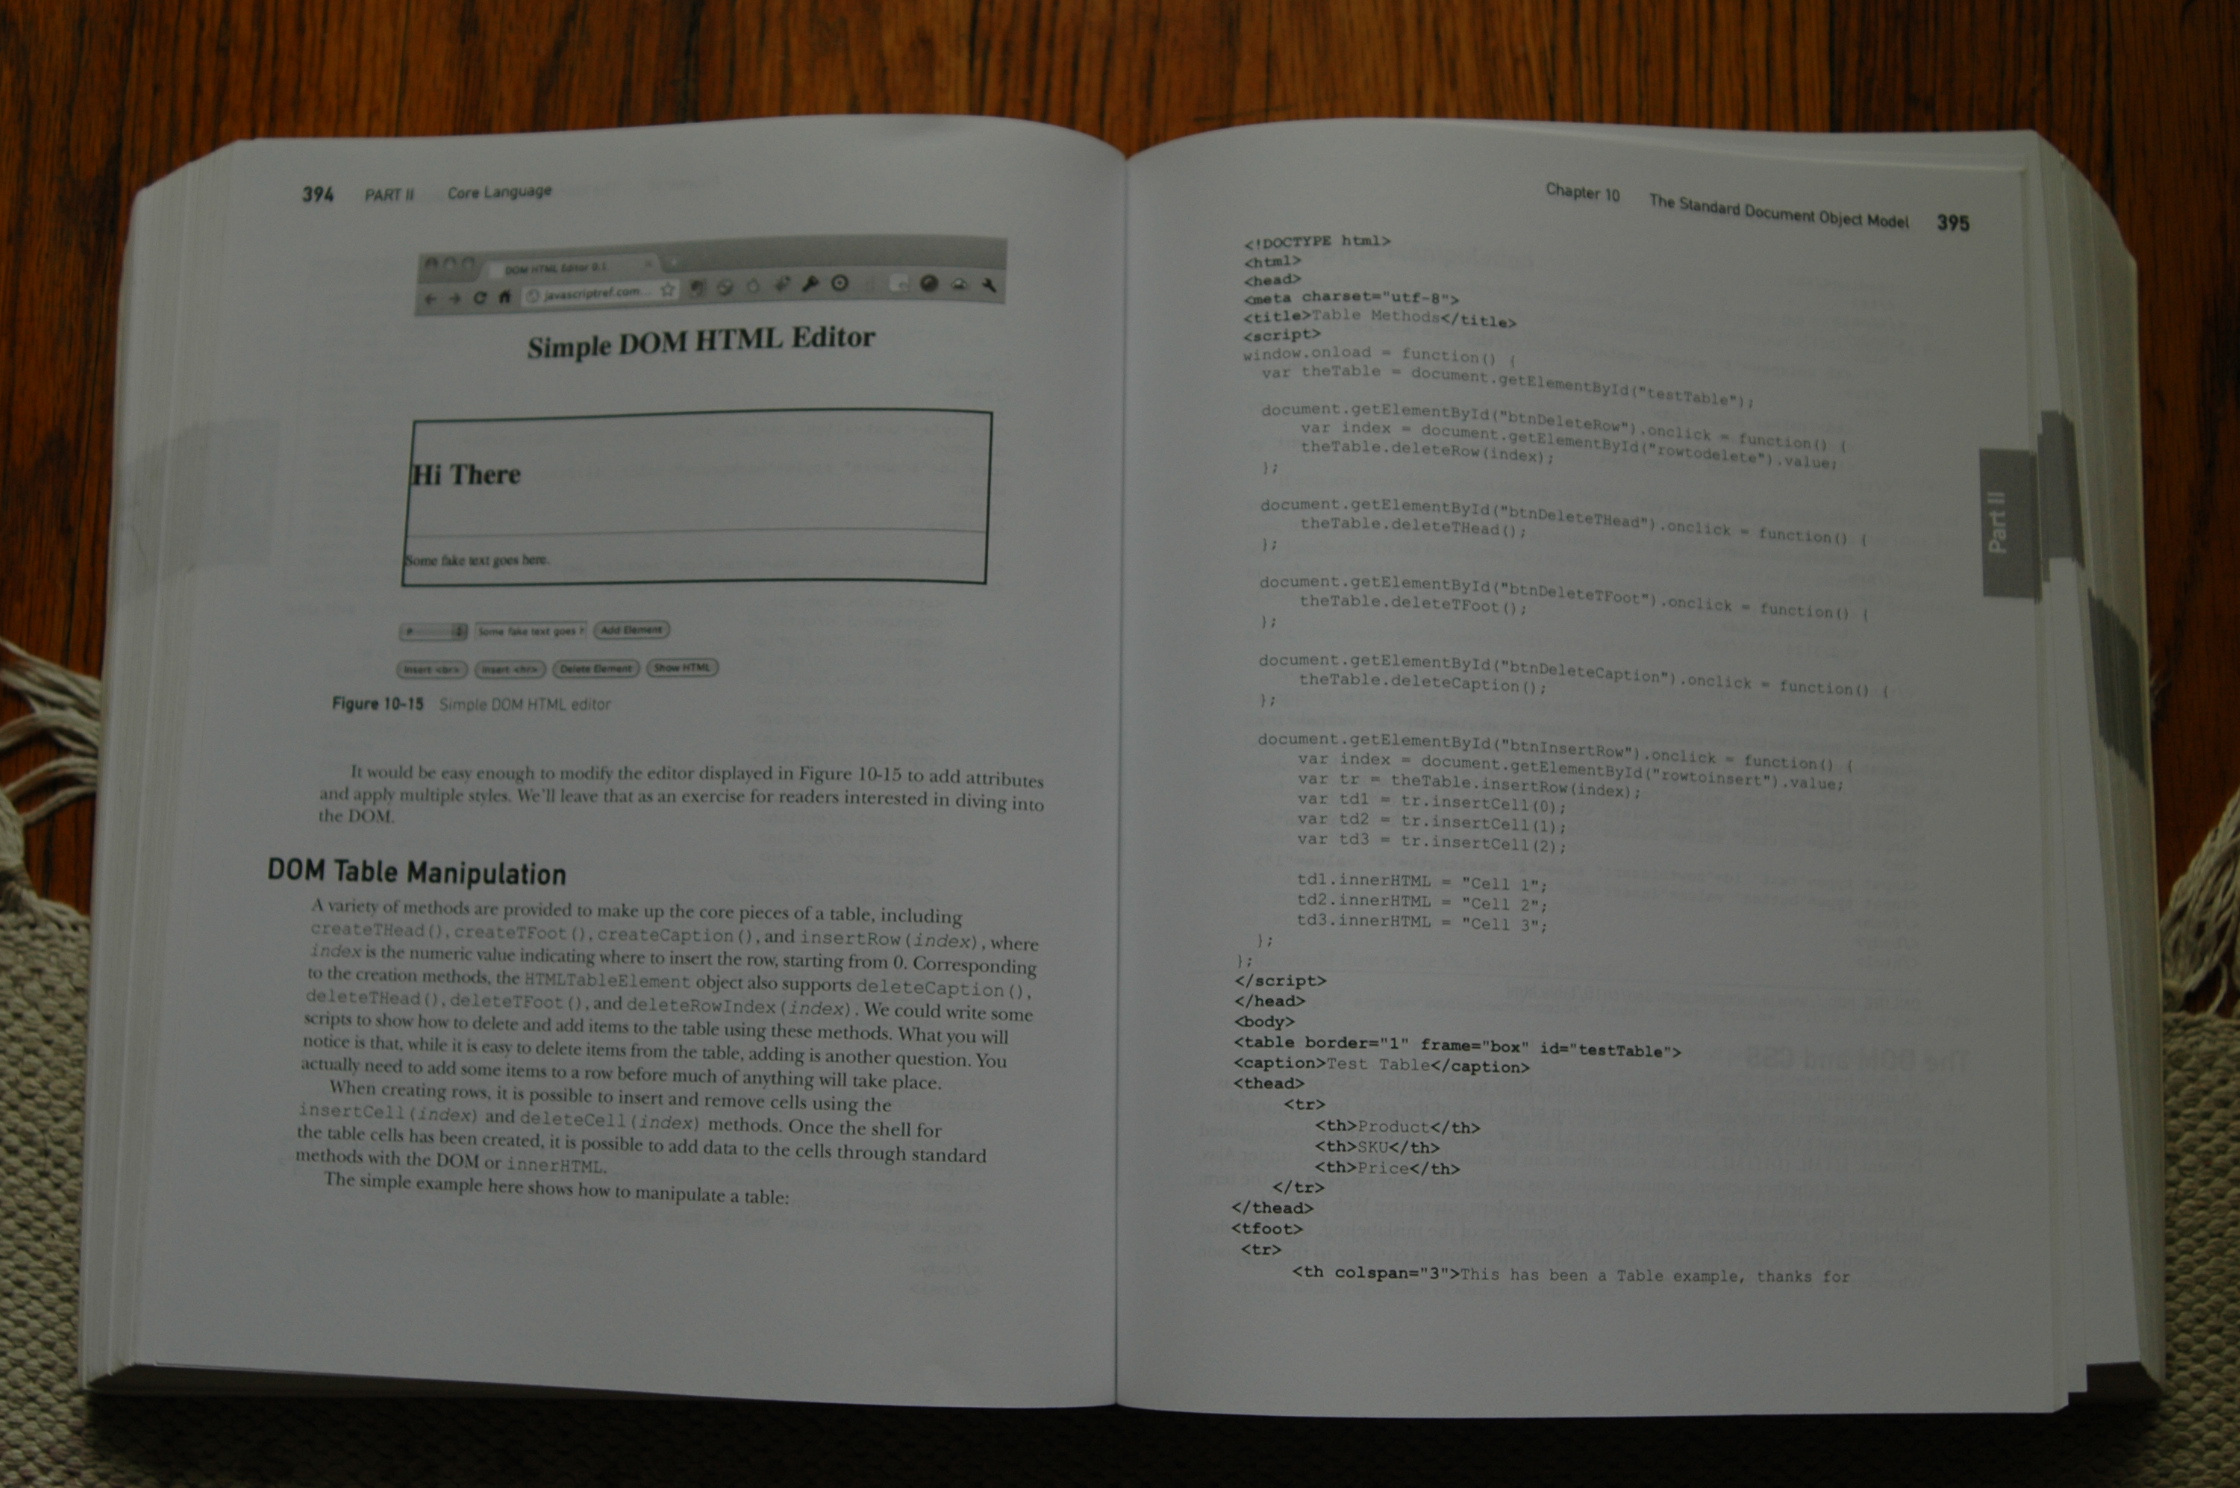 394 PART II Core Language
DOM HTML Editor 0.1
javascriptref.com...
Simple DOM HTML Editor
Hi There
Some fake text goes here.
P Some fake text goes h Add Element
Insert <br> Insert <hr> Delete Element Show HTML
Figure 10-15 Simple DOM HTML editor
It would be easy enough to modify the editor displayed in Figure 10-15 to add attributes
and apply multiple styles. We'll leave that as an exercise for readers interested in diving into
the DOM.
DOM Table Manipulation
A variety of methods are provided to make up the core pieces of a table, including
createTHead(), createTFoot(), createCaption(), and insertRow(index), where
index is the numeric value indicating where to insert the row, starting from 0. Corresponding
to the creation methods, the HTMLTableElement object also supports deleteCaption(),
deleteTHead(), deleteTFoot(), and deleteRowIndex(index). We could write some
scripts to show how to delete and add items to the table using these methods. What you will
notice is that, while it is easy to delete items from the table, adding is another question. You
actually need to add some items to a row before much of anything will take place.
When creating rows, it is possible to insert and remove cells using the
insertCell(index) and deleteCell(index) methods. Once the shell for
the table cells has been created, it is possible to add data to the cells through standard
methods with the DOM or innerHTML.
The simple example here shows how to manipulate a table:
Chapter 10 The Standard Document Object Model 395
Part II
<!DOCTYPE html>
<html>
<head>
<meta charset="utf-8">
<title>Table Methods</title>
<script>
window.onload = function() {
var theTable = document.getElementById("testTable");
document.getElementById("btnDeleteRow").onclick = function() {
var index = document.getElementById("rowtodelete").value;
theTable.deleteRow(index);
};
document.getElementById("btnDeleteTHead").onclick = function() {
theTable.deleteTHead();
};
document.getElementById("btnDeleteTFoot").onclick = function() {
theTable.deleteTFoot();
};
document.getElementById("btnDeleteCaption").onclick = function() {
theTable.deleteCaption();
};
document.getElementById("btnInsertRow").onclick = function() {
var index = document.getElementById("rowtoinsert").value;
var tr = theTable.insertRow(index);
var td1 = tr.insertCell(0);
var td2 = tr.insertCell(1);
var td3 = tr.insertCell(2);
td1.innerHTML = "Cell 1";
td2.innerHTML = "Cell 2";
td3.innerHTML = "Cell 3";
};
};
</script>
</head>
<body>
<table border="1" frame="box" id="testTable">
<caption>Test Table</caption>
<thead>
<tr>
<th>Product</th>
<th>SKU</th>
<th>Price</th>
</tr>
</thead>
<tfoot>
<tr>
<th colspan="3">This has been a Table example, thanks for